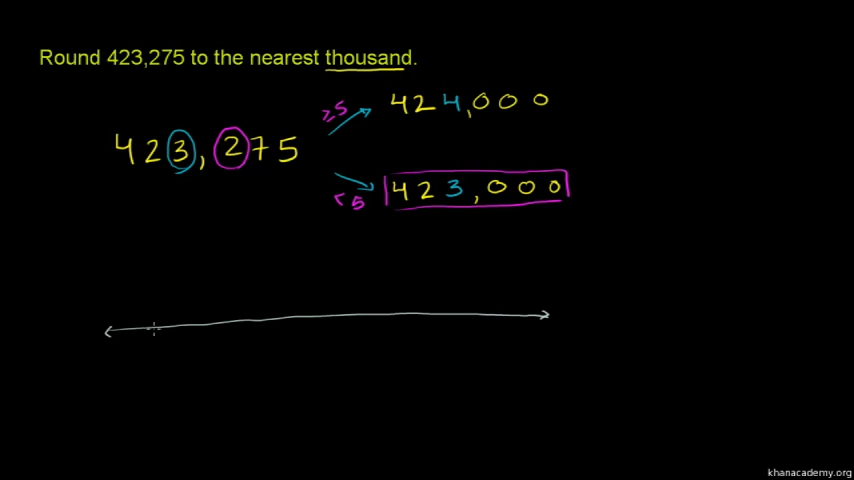 Round 423,275 to the nearest thousand.
≥5 424,000
423,275
<5 423,000
khanacademy.org